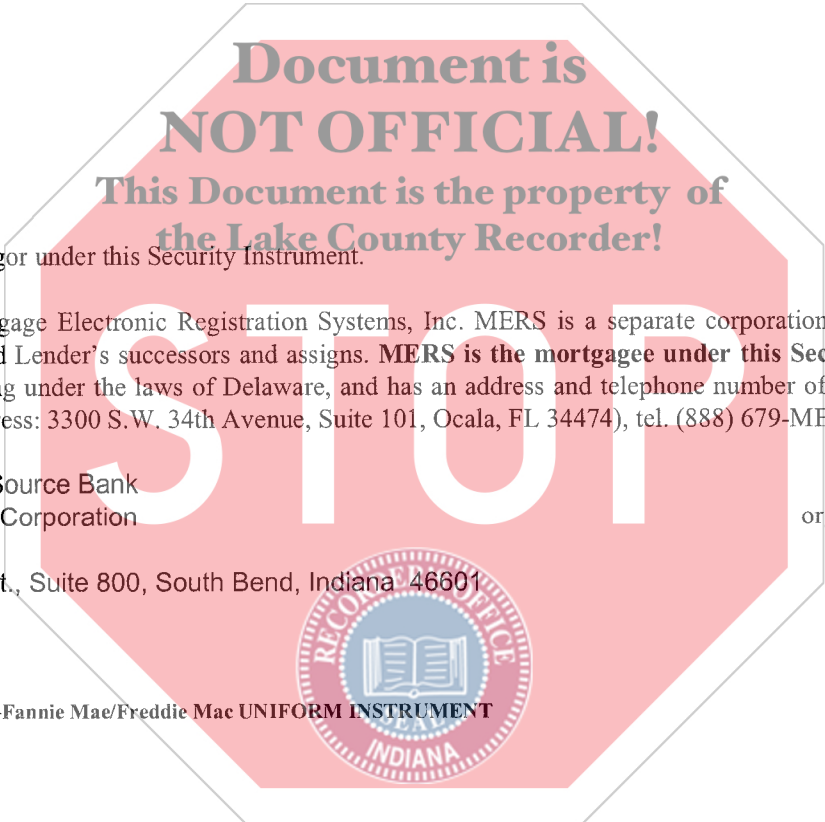 Document is
NOT OFFICIAL!
This Document is the property of
the Lake County Recorder!
gor under this Security Instrument.
gage Electronic Registration Systems, Inc. MERS is a separate corporation
d Lender's successors and assigns. MERS is the mortgagee under this Sec
g under the laws of Delaware, and has an address and telephone number of
ess: 3300 S.W. 34th Avenue, Suite 101, Ocala, FL 34474), tel. (888) 679-ME
STOP
Source Bank
Corporation or
t., Suite 800, South Bend, Indiana 46601
RECORDER'S OFFICE
-Fannie Mae/Freddie Mac UNIFORM INSTRUMENT
SEAL
INDIANA